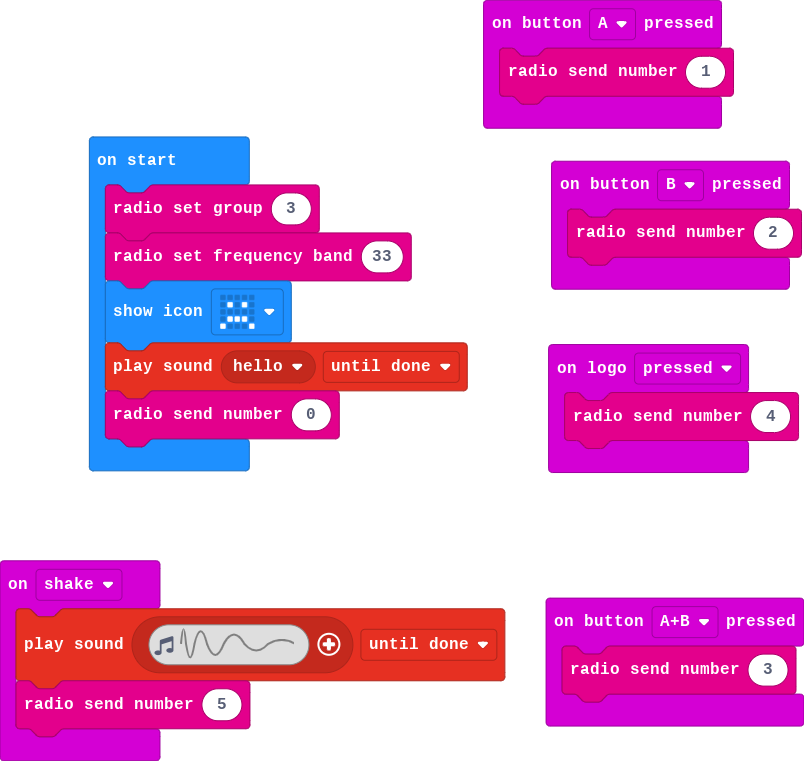 on button A pressed
radio send number 1
on start
radio set group 3
radio set frequency band 33
show icon
play sound hello until done
radio send number 0
on button B pressed
radio send number 2
on logo pressed
radio send number 4
on shake
play sound until done
radio send number 5
on button A+B pressed
radio send number 3